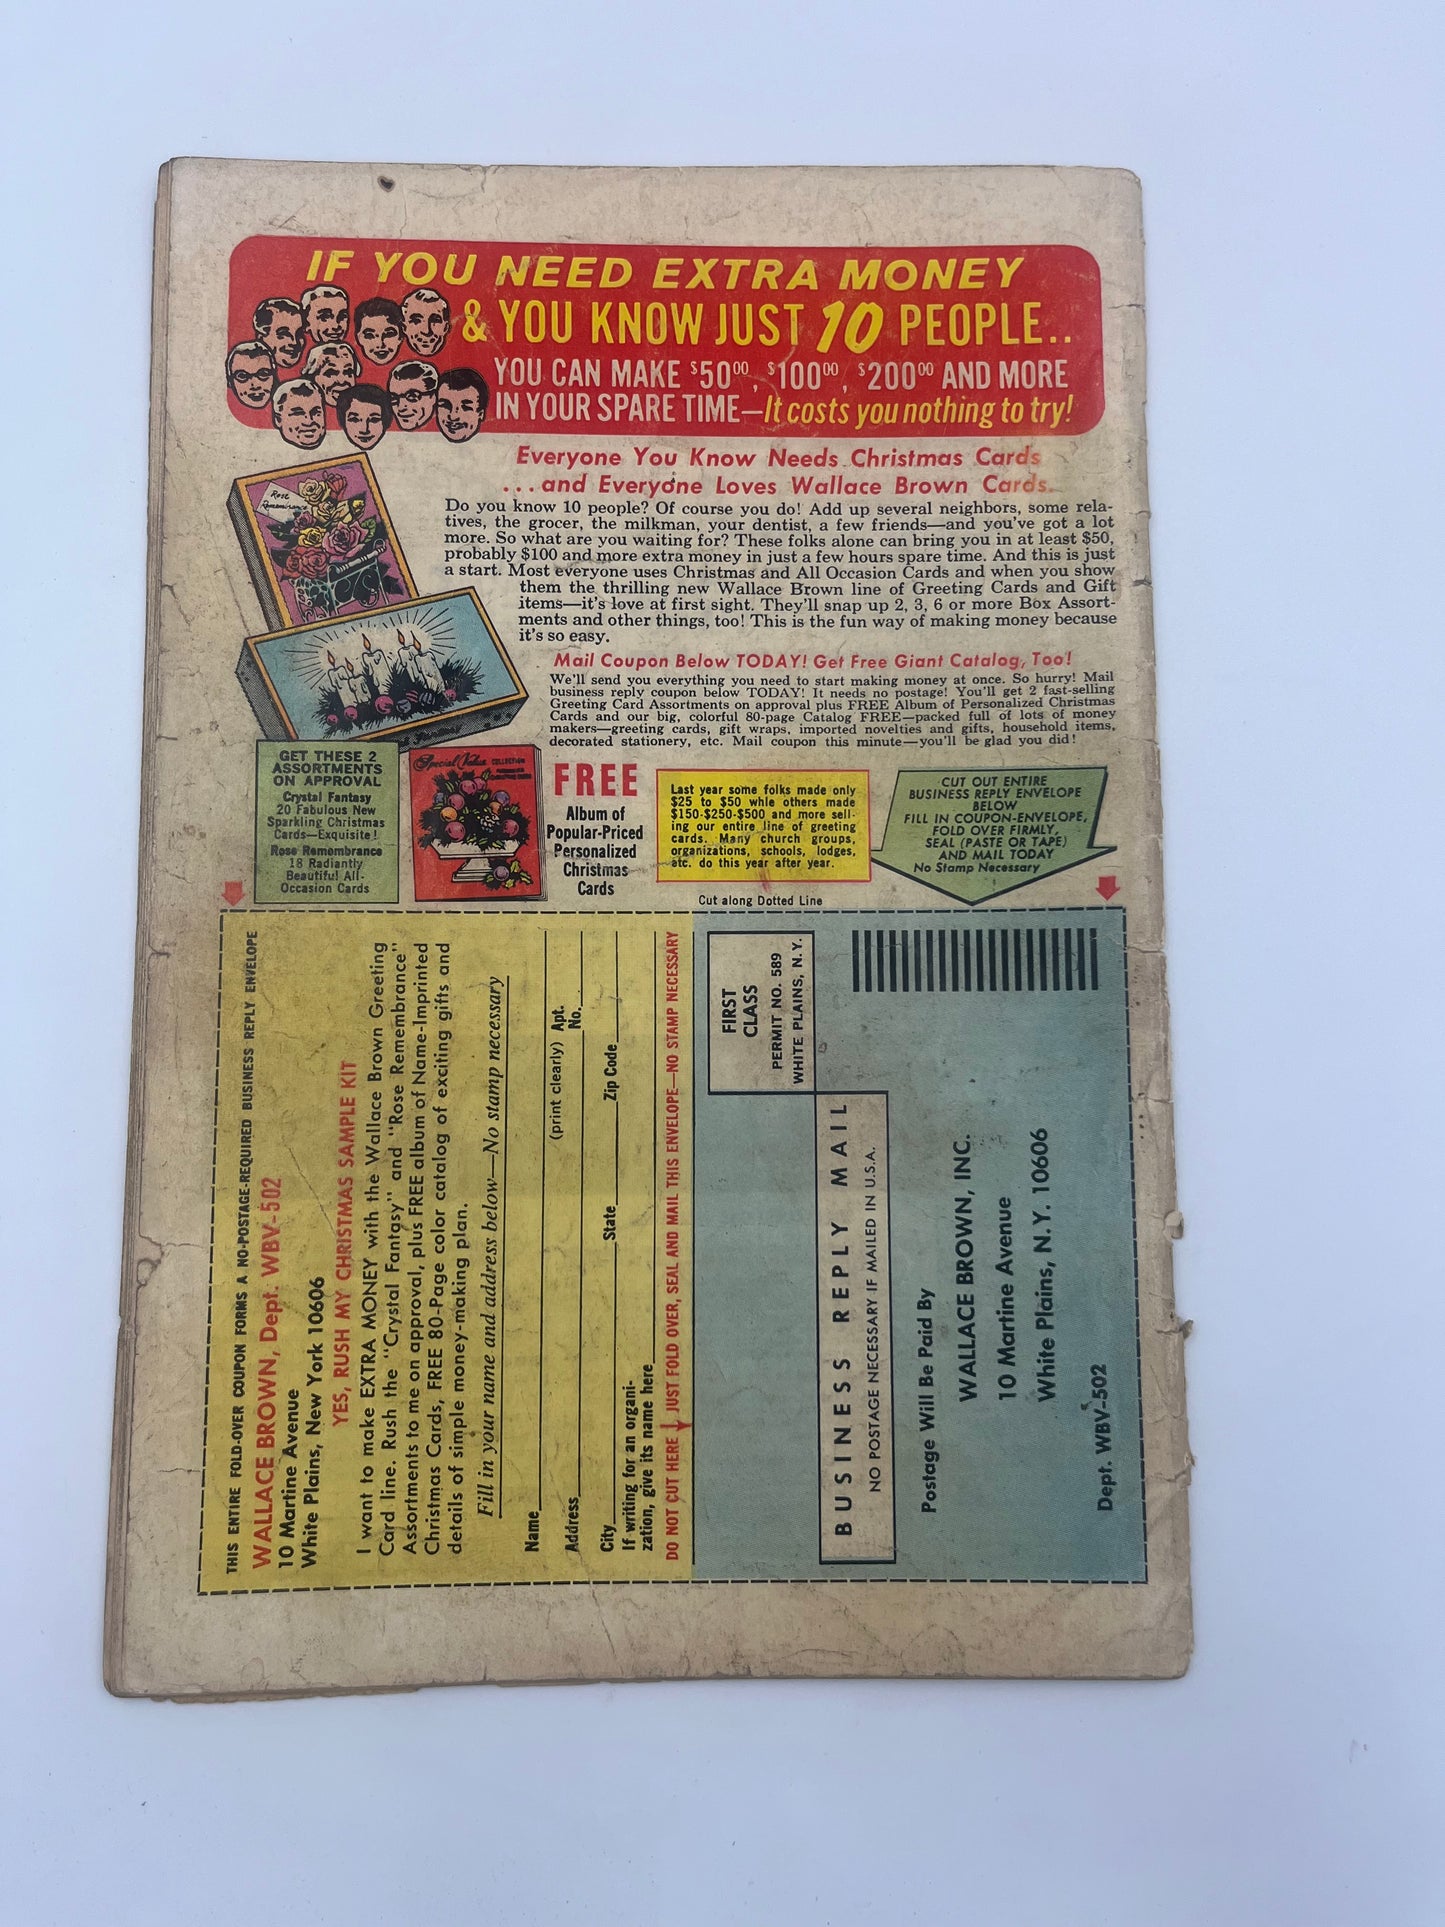 IF YOU NEED EXTRA MONEY
& YOU KNOW JUST 10 PEOPLE..
YOU CAN MAKE $50⁰⁰, $100⁰⁰, $200⁰⁰ AND MORE
IN YOUR SPARE TIME—It costs you nothing to try!
Everyone You Know Needs Christmas Cards
...and Everyone Loves Wallace Brown Cards.
Rose
Remembrance
Do you know 10 people? Of course you do! Add up several neighbors, some rela-
tives, the grocer, the milkman, your dentist, a few friends—and you've got a lot
more. So what are you waiting for? These folks alone can bring you in at least $50,
probably $100 and more extra money in just a few hours spare time. And this is just
a start. Most everyone uses Christmas and All Occasion Cards and when you show
them the thrilling new Wallace Brown line of Greeting Cards and Gift
items—it's love at first sight. They'll snap up 2, 3, 6 or more Box Assort-
ments and other things, too! This is the fun way of making money because
it's so easy.
Mail Coupon Below TODAY! Get Free Giant Catalog, Too!
We'll send you everything you need to start making money at once. So hurry! Mail
business reply coupon below TODAY! It needs no postage! You'll get 2 fast-selling
Greeting Card Assortments on approval plus FREE Album of Personalized Christmas
Cards and our big, colorful 80-page Catalog FREE—packed full of lots of money
makers—greeting cards, gift wraps, imported novelties and gifts, household items,
decorated stationery, etc. Mail coupon this minute—you'll be glad you did!
GET THESE 2
ASSORTMENTS
ON APPROVAL
Crystal Fantasy
20 Fabulous New
Sparkling Christmas
Cards—Exquisite!
Rose Remembrance
18 Radiantly
Beautiful All-
Occasion Cards
Special Value COLLECTION
FREE
Album of
Popular-Priced
Personalized
Christmas
Cards
Last year some folks made only
$25 to $50 whle others made
$150-$250-$500 and more sell-
ing our entire line of greeting
cards. Many church groups,
organizations, schools, lodges,
etc. do this year after year.
CUT OUT ENTIRE
BUSINESS REPLY ENVELOPE
BELOW
FILL IN COUPON-ENVELOPE,
FOLD OVER FIRMLY,
SEAL (PASTE OR TAPE)
AND MAIL TODAY
No Stamp Necessary
Cut along Dotted Line
THIS ENTIRE FOLD-OVER COUPON FORMS A NO-POSTAGE-REQUIRED BUSINESS REPLY ENVELOPE
WALLACE BROWN, Dept. WBV-502
10 Martine Avenue
White Plains, New York 10606
YES, RUSH MY CHRISTMAS SAMPLE KIT
I want to make EXTRA MONEY with the Wallace Brown Greeting
Card line. Rush the "Crystal Fantasy" and "Rose Remembrance"
Assortments to me on approval, plus FREE album of Name-Imprinted
Christmas Cards, FREE 80-Page color catalog of exciting gifts and
details of simple money-making plan.
Fill in your name and address below—No stamp necessary
Name
(print clearly) Apt.
Address No.
City State Zip Code
If writing for an organi-
zation, give its name here
DO NOT CUT HERE JUST FOLD OVER, SEAL AND MAIL THIS ENVELOPE—NO STAMP NECESSARY
FIRST
CLASS
PERMIT NO. 589
WHITE PLAINS, N.Y.
BUSINESS REPLY MAIL
NO POSTAGE NECESSARY IF MAILED IN U.S.A.
Postage Will Be Paid By
WALLACE BROWN, INC.
10 Martine Avenue
White Plains, N.Y. 10606
Dept. WBV-502